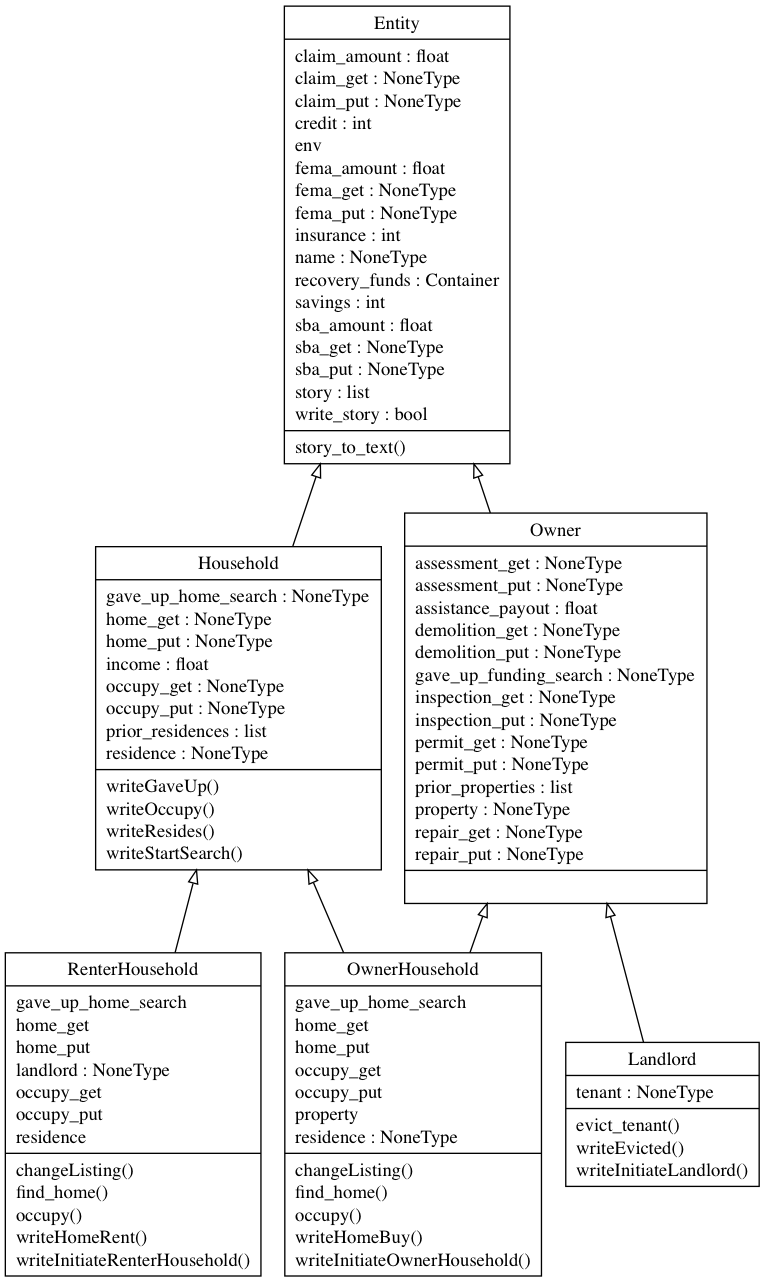 Entity
claim_amount : float
claim_get : NoneType
claim_put : NoneType
credit : int
env
fema_amount : float
fema_get : NoneType
fema_put : NoneType
insurance : int
name : NoneType
recovery_funds : Container
savings : int
sba_amount : float
sba_get : NoneType
sba_put : NoneType
story : list
write_story : bool
story_to_text()
Household
gave_up_home_search : NoneType
home_get : NoneType
home_put : NoneType
income : float
occupy_get : NoneType
occupy_put : NoneType
prior_residences : list
residence : NoneType
writeGaveUp()
writeOccupy()
writeResides()
writeStartSearch()
Owner
assessment_get : NoneType
assessment_put : NoneType
assistance_payout : float
demolition_get : NoneType
demolition_put : NoneType
gave_up_funding_search : NoneType
inspection_get : NoneType
inspection_put : NoneType
permit_get : NoneType
permit_put : NoneType
prior_properties : list
property : NoneType
repair_get : NoneType
repair_put : NoneType
RenterHousehold
gave_up_home_search
home_get
home_put
landlord : NoneType
occupy_get
occupy_put
residence
changeListing()
find_home()
occupy()
writeHomeRent()
writeInitiateRenterHousehold()
OwnerHousehold
gave_up_home_search
home_get
home_put
occupy_get
occupy_put
property
residence : NoneType
changeListing()
find_home()
occupy()
writeHomeBuy()
writeInitiateOwnerHousehold()
Landlord
tenant : NoneType
evict_tenant()
writeEvicted()
writeInitiateLandlord()